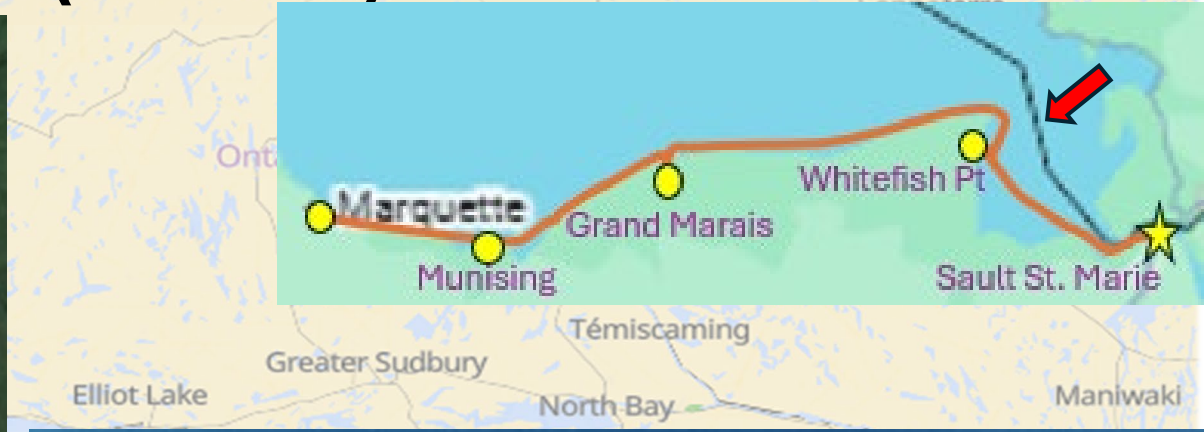 Ont
Marquette
Whitefish Pt
Grand Marais
Munising
Sault St. Marie
Témiscaming
Greater Sudbury
Elliot Lake
North Bay
Maniwaki